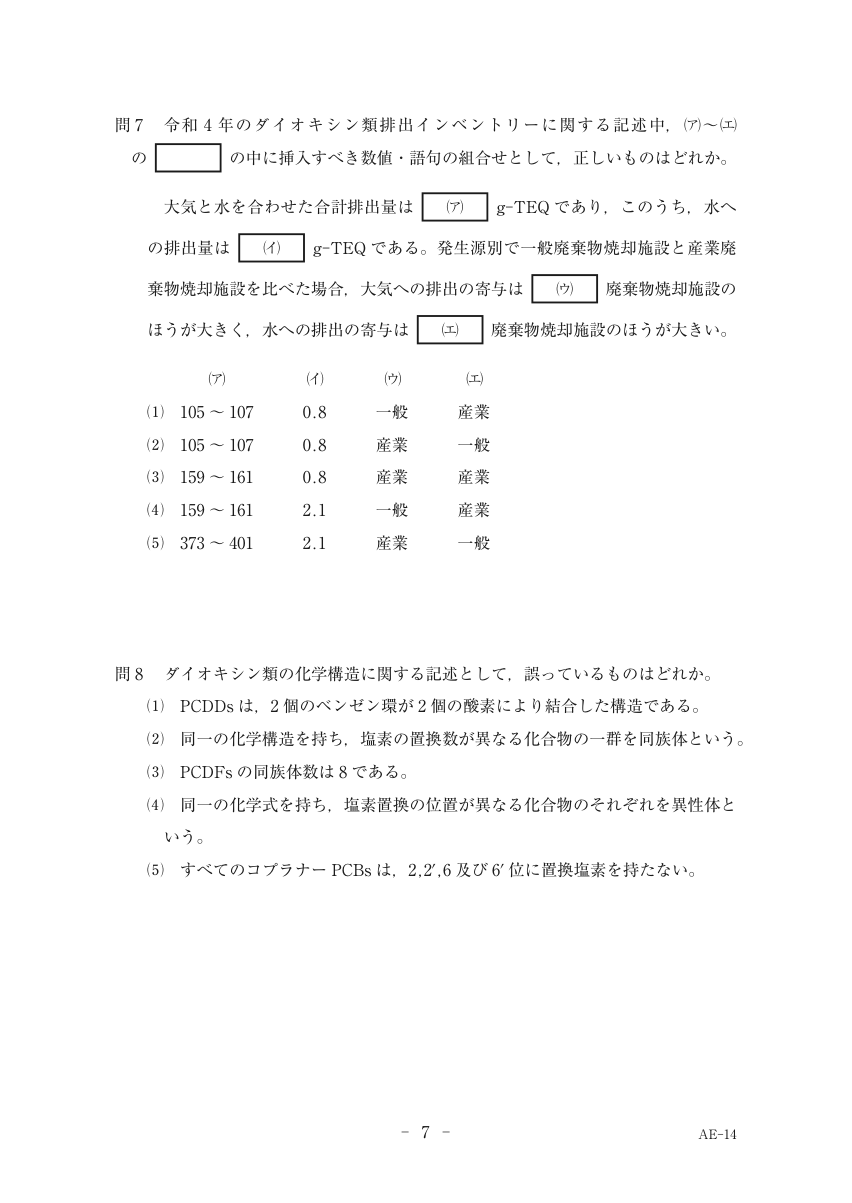 問7　令和4年のダイオキシン類排出インベントリーに関する記述中，㋐～㋓
の　　　の中に挿入すべき数値・語句の組合せとして，正しいものはどれか。
大気と水を合わせた合計排出量は (ア) g-TEQ であり，このうち，水へ
の排出量は (イ) g-TEQ である。発生源別で一般廃棄物焼却施設と産業廃
棄物焼却施設を比べた場合，大気への排出の寄与は (ウ) 廃棄物焼却施設の
ほうが大きく，水への排出の寄与は (エ) 廃棄物焼却施設のほうが大きい。
(ア) (イ) (ウ) (エ)
⑴ 105 ～ 107 0.8 一般 産業
⑵ 105 ～ 107 0.8 産業 一般
⑶ 159 ～ 161 0.8 産業 産業
⑷ 159 ～ 161 2.1 一般 産業
⑸ 373 ～ 401 2.1 産業 一般
問8　ダイオキシン類の化学構造に関する記述として，誤っているものはどれか。
⑴ PCDDs は，2 個のベンゼン環が 2 個の酸素により結合した構造である。
⑵ 同一の化学構造を持ち，塩素の置換数が異なる化合物の一群を同族体という。
⑶ PCDFs の同族体数は 8 である。
⑷ 同一の化学式を持ち，塩素置換の位置が異なる化合物のそれぞれを異性体と
いう。
⑸ すべてのコプラナー PCBs は，2,2′,6 及び 6′ 位に置換塩素を持たない。
- 7 -
AE-14